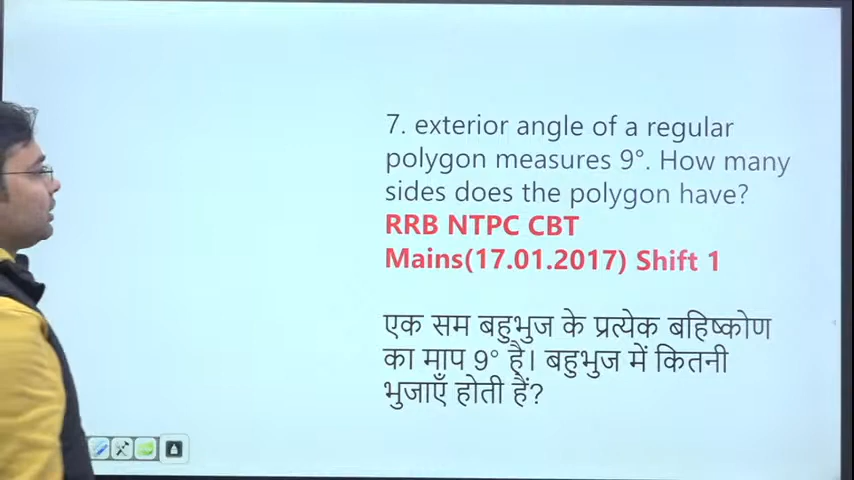 7. exterior angle of a regular
polygon measures 9°. How many
sides does the polygon have?
RRB NTPC CBT
Mains(17.01.2017) Shift 1
एक सम बहुभुज के प्रत्येक बहिष्कोण
का माप 9° है। बहुभुज में कितनी
भुजाएँ होती हैं?